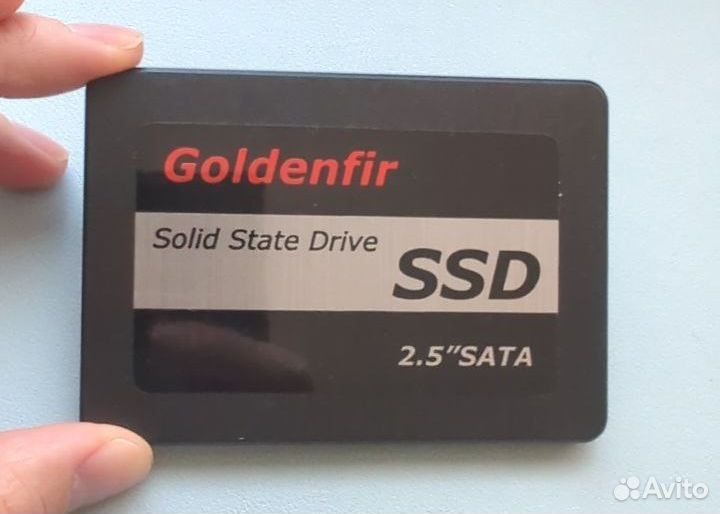 Goldenfir
Solid State Drive
SSD
2.5"SATA
Avito